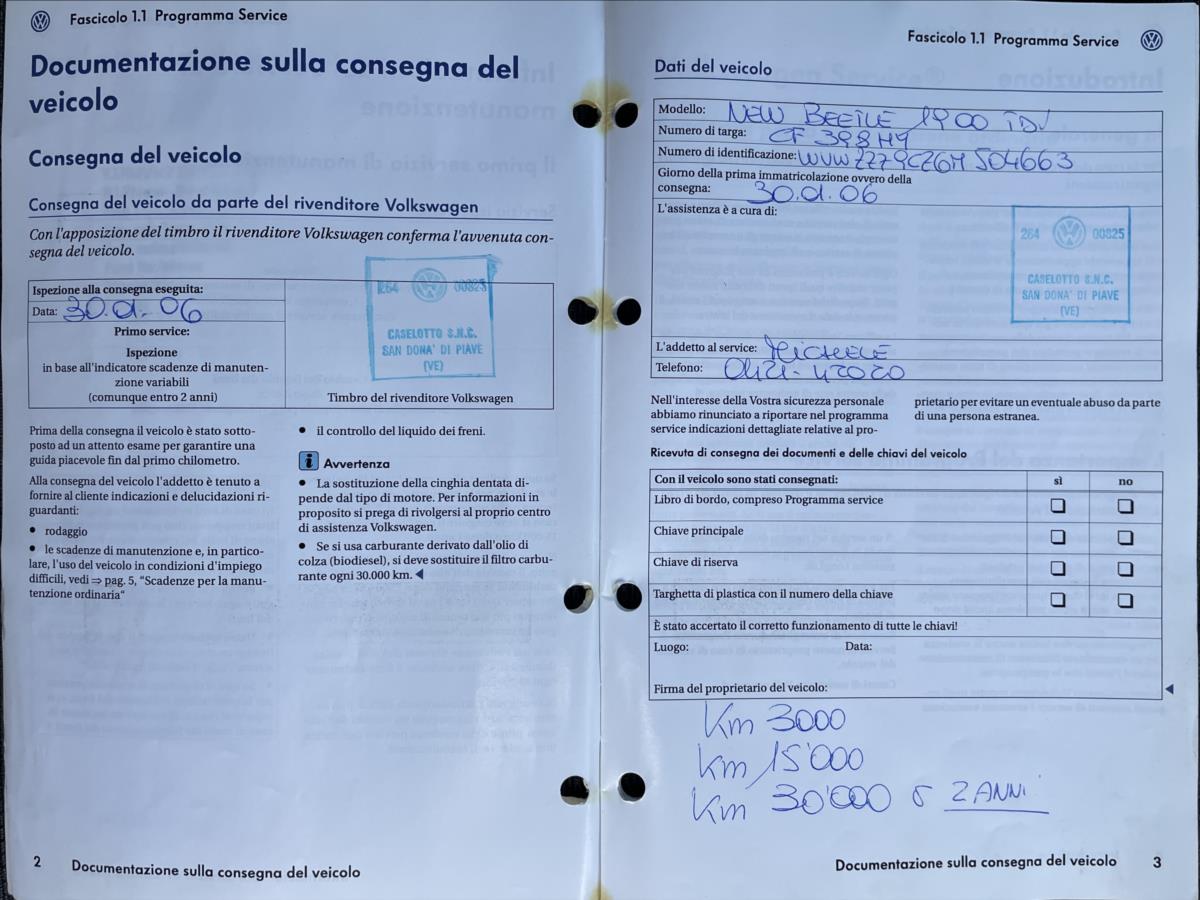 Fascicolo 1.1 Programma Service
Documentazione sulla consegna del
veicolo
Consegna del veicolo
Consegna del veicolo da parte del rivenditore Volkswagen
Con l'apposizione del timbro il rivenditore Volkswagen conferma l'avvenuta con-
segna del veicolo.
Ispezione alla consegna eseguita:
Data: 30.01.06
Primo service:
Ispezione
in base all'indicatore scadenze di manuten-
zione variabili
(comunque entro 2 anni)
264 00825
CASELOTTO S.N.C.
SAN DONA' DI PIAVE
(VE)
Timbro del rivenditore Volkswagen
Prima della consegna il veicolo è stato sotto-
posto ad un attento esame per garantire una
guida piacevole fin dal primo chilometro.
Alla consegna del veicolo l'addetto è tenuto a
fornire al cliente indicazioni e delucidazioni ri-
guardanti:
• rodaggio
• le scadenze di manutenzione e, in partico-
lare, l'uso del veicolo in condizioni d'impiego
difficili, vedi ⇒ pag. 5, "Scadenze per la manu-
tenzione ordinaria"
• il controllo del liquido dei freni.
i Avvertenza
• La sostituzione della cinghia dentata di-
pende dal tipo di motore. Per informazioni in
proposito si prega di rivolgersi al proprio centro
di assistenza Volkswagen.
• Se si usa carburante derivato dall'olio di
colza (biodiesel), si deve sostituire il filtro carbu-
rante ogni 30.000 km. ◀
2 Documentazione sulla consegna del veicolo
Fascicolo 1.1 Programma Service
Dati del veicolo
Modello: NEW BEETLE 1900 TDI
Numero di targa: CF 398 HY
Numero di identificazione: WVWZZZ9CZ6M504663
Giorno della prima immatricolazione ovvero della
consegna: 30.01.06
L'assistenza è a cura di:
264 00825
CASELOTTO S.N.C.
SAN DONA' DI PIAVE
(VE)
L'addetto al service: MICHELE
Telefono: 0421-42020
Nell'interesse della Vostra sicurezza personale
abbiamo rinunciato a riportare nel programma
service indicazioni dettagliate relative al pro-
prietario per evitare un eventuale abuso da parte
di una persona estranea.
Ricevuta di consegna dei documenti e delle chiavi del veicolo
Con il veicolo sono stati consegnati: sì no
Libro di bordo, compreso Programma service
Chiave principale
Chiave di riserva
Targhetta di plastica con il numero della chiave
È stato accertato il corretto funzionamento di tutte le chiavi!
Luogo: Data:
Firma del proprietario del veicolo:
Km 3000
Km 15'000
Km 30'000 o 2 ANNI
Documentazione sulla consegna del veicolo 3